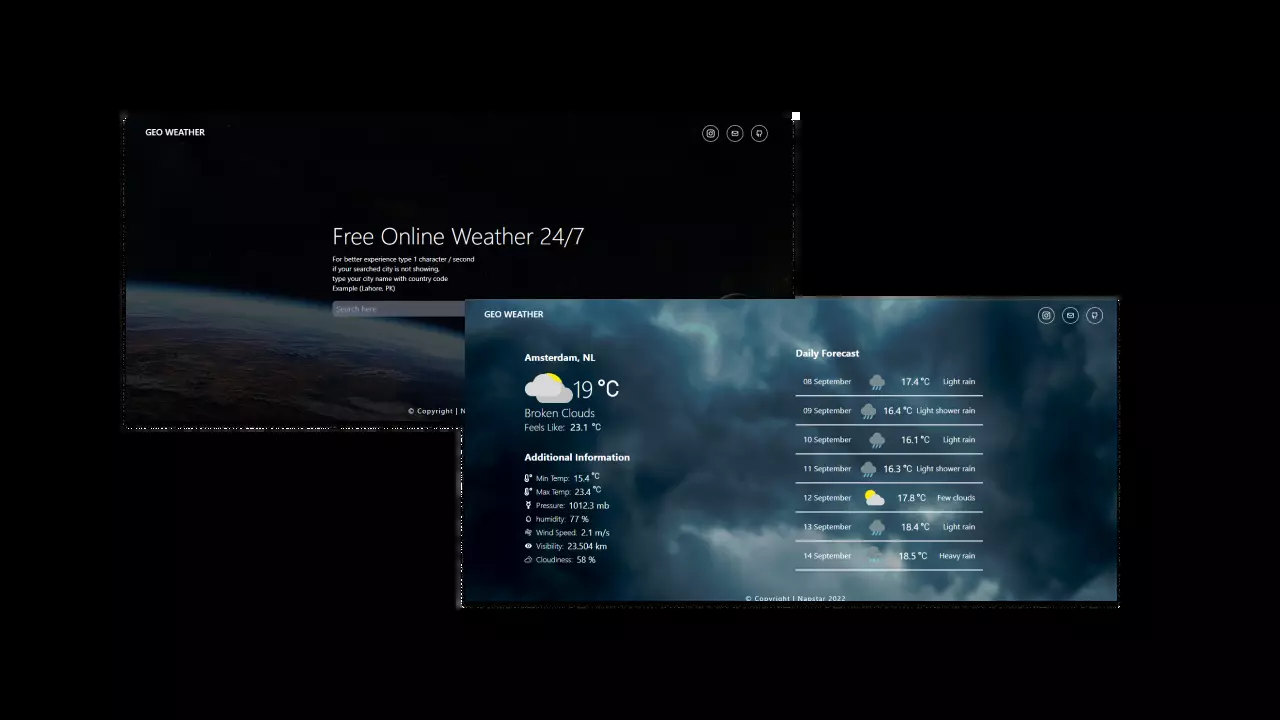 GEO WEATHER
Free Online Weather 24/7
For better experience type 1 character / second
if your searched city is not showing,
type your city name with country code
Example (Lahore, PK)
Search here
© Copyright | N
GEO WEATHER
Amsterdam, NL
19 °C
Broken Clouds
Feels Like: 23.1 °C
Additional Information
Min Temp: 15.4 °C
Max Temp: 23.4 °C
Pressure: 1012.3 mb
humidity: 77 %
Wind Speed: 2.1 m/s
Visibility: 23.504 km
Cloudiness: 58 %
Daily Forecast
08 September 17.4 °C Light rain
09 September 16.4 °C Light shower rain
10 September 16.1 °C Light rain
11 September 16.3 °C Light shower rain
12 September 17.8 °C Few clouds
13 September 18.4 °C Light rain
14 September 18.5 °C Heavy rain
© Copyright | Napstar 2022